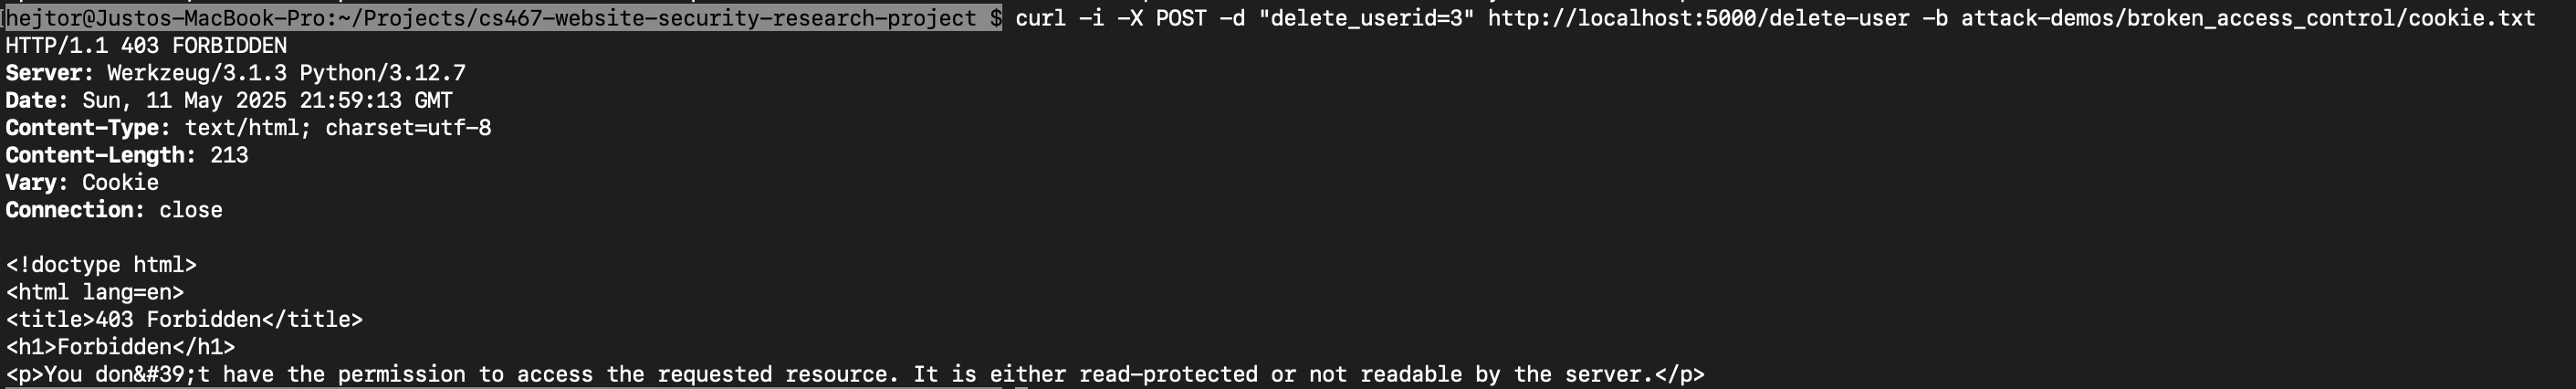 hejtor@Justos-MacBook-Pro:~/Projects/cs467-website-security-research-project $ curl -i -X POST -d "delete_userid=3" http://localhost:5000/delete-user -b attack-demos/broken_access_control/cookie.txt
HTTP/1.1 403 FORBIDDEN
Server: Werkzeug/3.1.3 Python/3.12.7
Date: Sun, 11 May 2025 21:59:13 GMT
Content-Type: text/html; charset=utf-8
Content-Length: 213
Vary: Cookie
Connection: close

<!doctype html>
<html lang=en>
<title>403 Forbidden</title>
<h1>Forbidden</h1>
<p>You don&#39;t have the permission to access the requested resource. It is either read-protected or not readable by the server.</p>